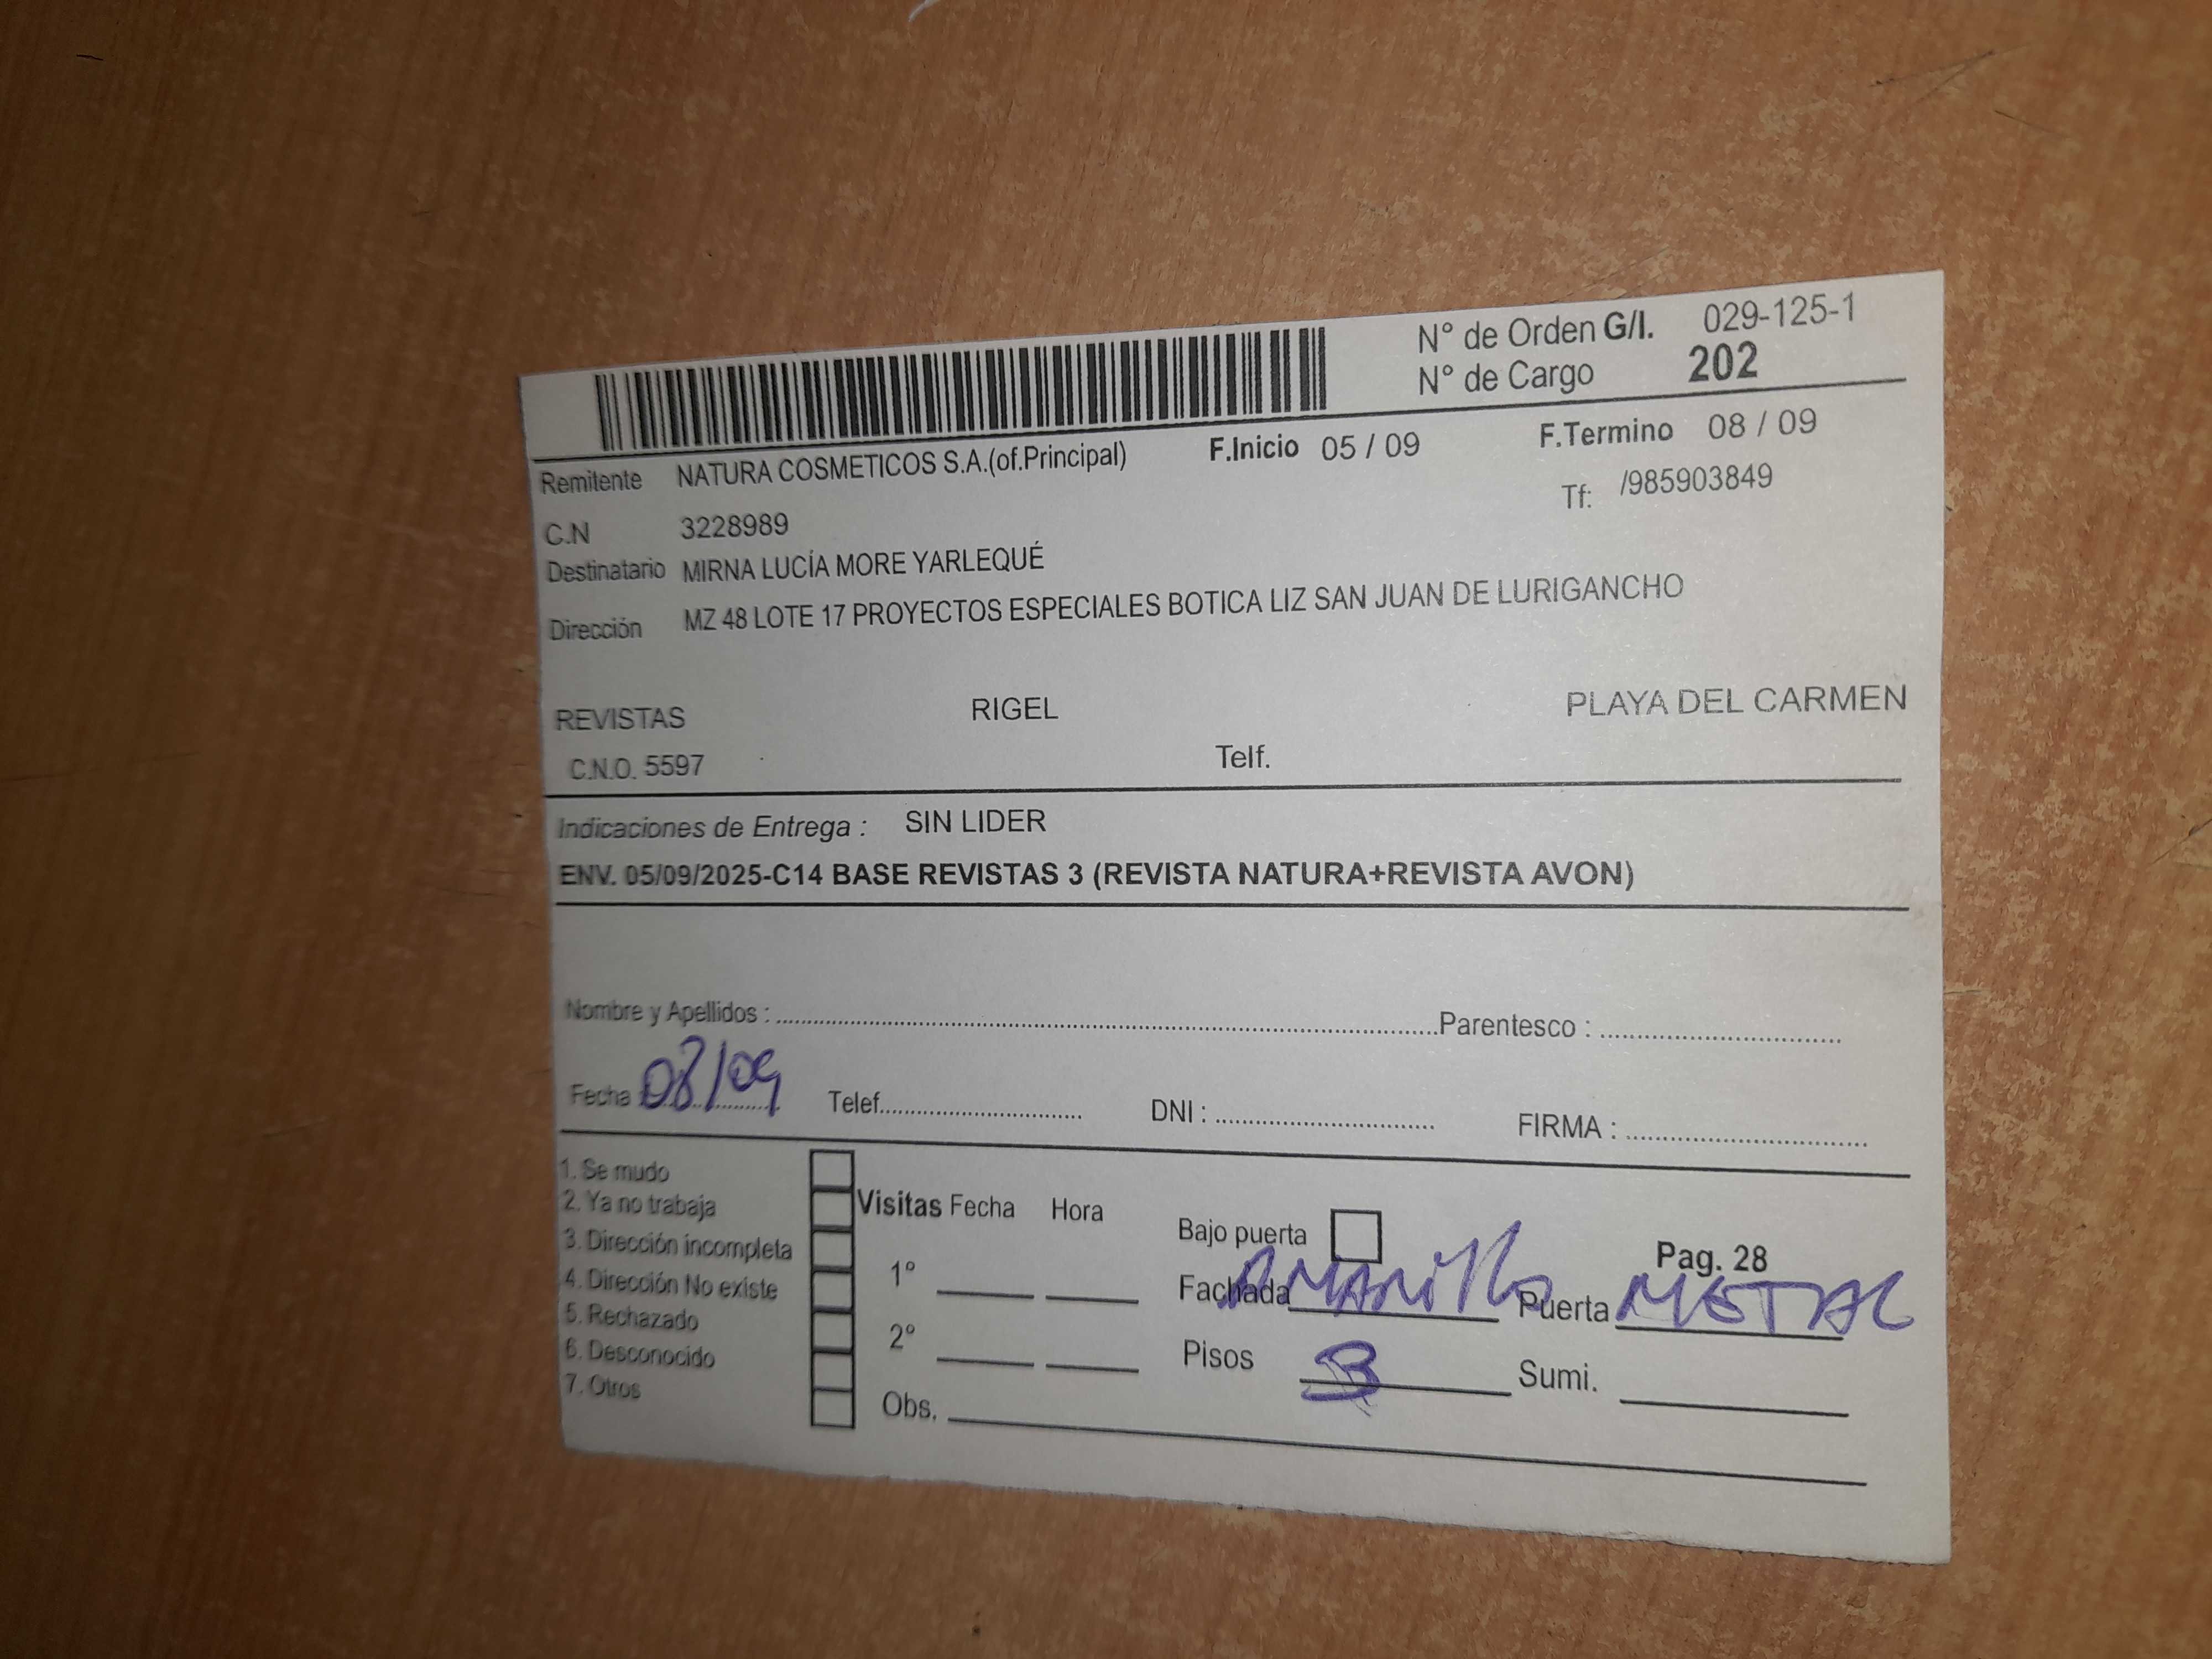 N° de Orden G/I. 029-125-1
N° de Cargo 202
Remitente NATURA COSMETICOS S.A.(of.Principal) F.Inicio 05 / 09 F.Termino 08 / 09
C.N 3228989 Tf: /985903849
Destinatario MIRNA LUCÍA MORE YARLEQUÉ
Dirección MZ 48 LOTE 17 PROYECTOS ESPECIALES BOTICA LIZ SAN JUAN DE LURIGANCHO
REVISTAS RIGEL PLAYA DEL CARMEN
C.N.O. 5597 Telf.
Indicaciones de Entrega : SIN LIDER
ENV. 05/09/2025-C14 BASE REVISTAS 3 (REVISTA NATURA+REVISTA AVON)
Nombre y Apellidos : Parentesco :
Fecha 08/09 Telef. DNI : FIRMA :
1. Se mudo
2. Ya no trabaja
3. Dirección incompleta
4. Dirección No existe
5. Rechazado
6. Desconocido
7. Otros
Visitas Fecha Hora
1°
2°
Obs.
Bajo puerta Pag. 28
Fachada AMARillo Puerta METAL
Pisos 3 Sumi.